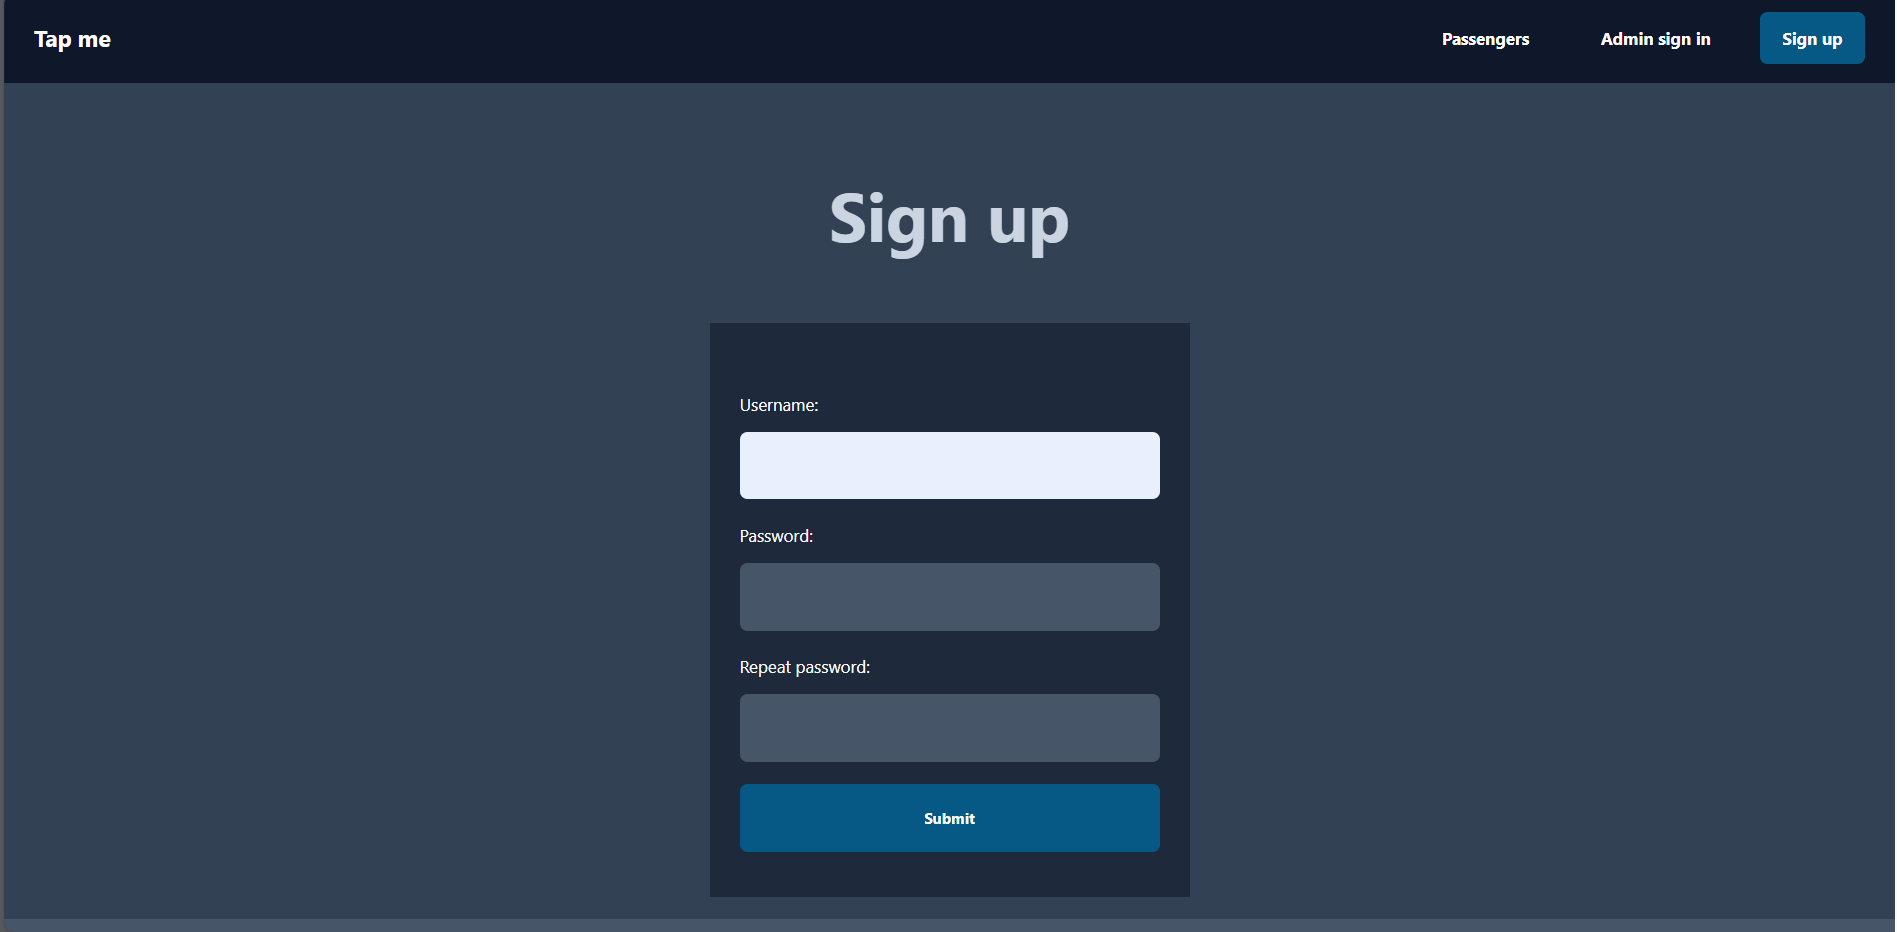 Tap me
Passengers
Admin sign in
Sign up
Sign up
Username:
Password:
Repeat password:
Submit